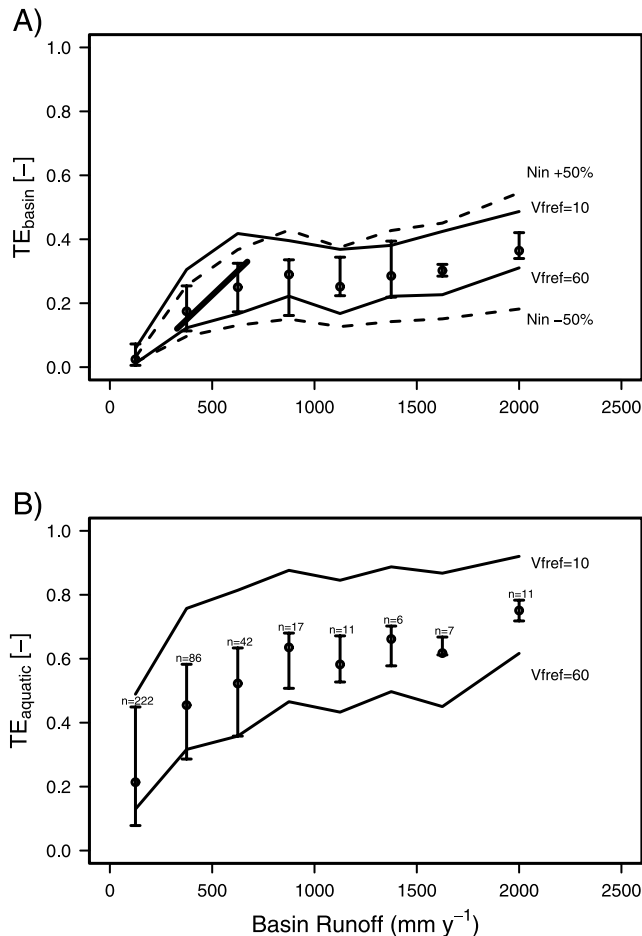 A)
1.0
0.8
0.6
0.4
0.2
0.0
TE_basin [−]
Nin +50%
Vfref=10
Vfref=60
Nin −50%
0 500 1000 1500 2000 2500
B)
1.0
0.8
0.6
0.4
0.2
0.0
TE_aquatic [−]
Vfref=10
n=222
n=86
n=42
n=17
n=11
n=6
n=7
n=11
Vfref=60
0 500 1000 1500 2000 2500
Basin Runoff (mm y⁻¹)